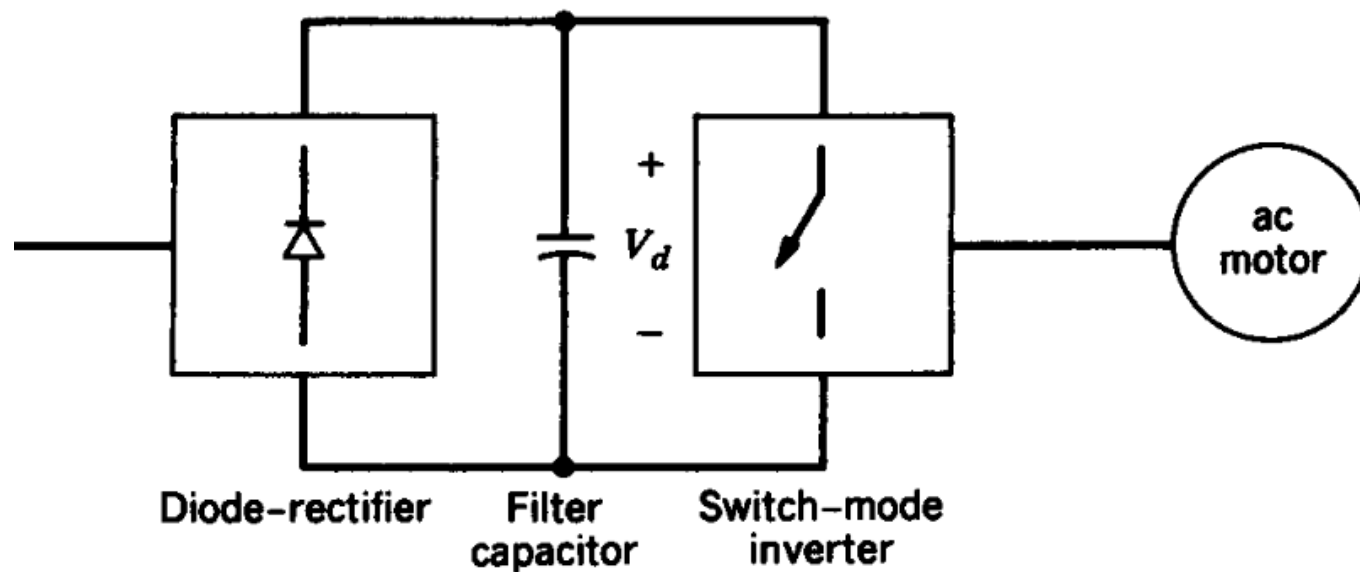 +
V_d
−
ac
motor
Diode-rectifier
Filter
capacitor
Switch-mode
inverter